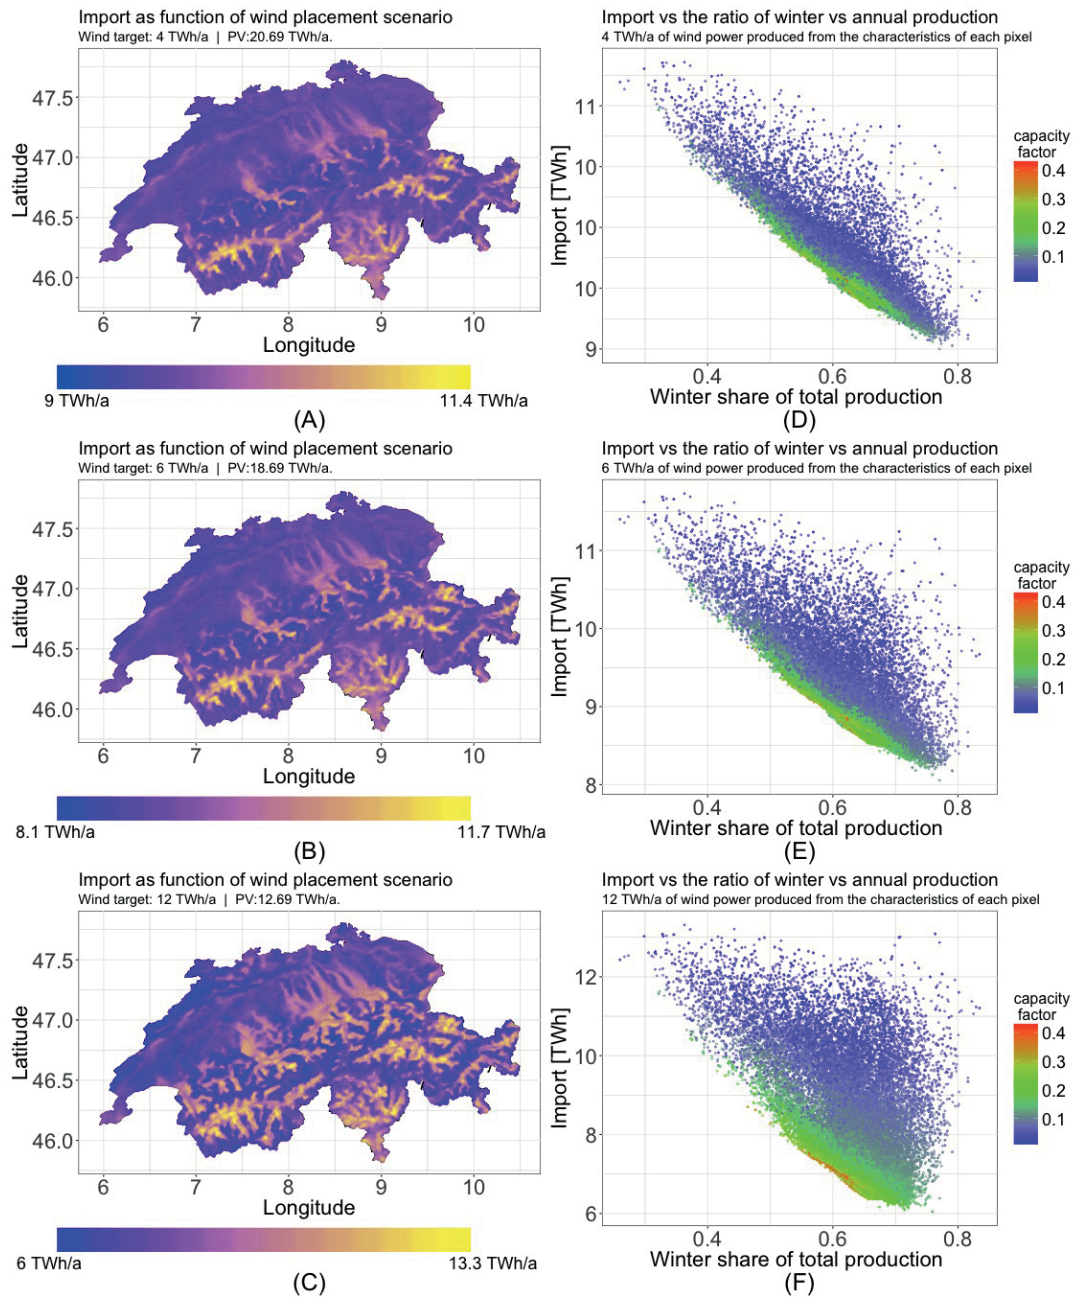 Import as function of wind placement scenario
Wind target: 4 TWh/a | PV:20.69 TWh/a.
Latitude
47.5
47.0
46.5
46.0
6 7 8 9 10
Longitude
9 TWh/a 11.4 TWh/a
(A)
Import vs the ratio of winter vs annual production
4 TWh/a of wind power produced from the characteristics of each pixel
Import [TWh]
11
10
10
10
9
0.4 0.6 0.8
Winter share of total production
(D)
capacity
factor
0.4
0.3
0.2
0.1
Import as function of wind placement scenario
Wind target: 6 TWh/a | PV:18.69 TWh/a.
Latitude
47.5
47.0
46.5
46.0
6 7 8 9 10
Longitude
8.1 TWh/a 11.7 TWh/a
(B)
Import vs the ratio of winter vs annual production
6 TWh/a of wind power produced from the characteristics of each pixel
Import [TWh]
11
10
9
8
0.4 0.6 0.8
Winter share of total production
(E)
capacity
factor
0.4
0.3
0.2
0.1
Import as function of wind placement scenario
Wind target: 12 TWh/a | PV:12.69 TWh/a.
Latitude
47.5
47.0
46.5
46.0
6 7 8 9 10
Longitude
6 TWh/a 13.3 TWh/a
(C)
Import vs the ratio of winter vs annual production
12 TWh/a of wind power produced from the characteristics of each pixel
Import [TWh]
12
10
8
6
0.4 0.6 0.8
Winter share of total production
(F)
capacity
factor
0.4
0.3
0.2
0.1